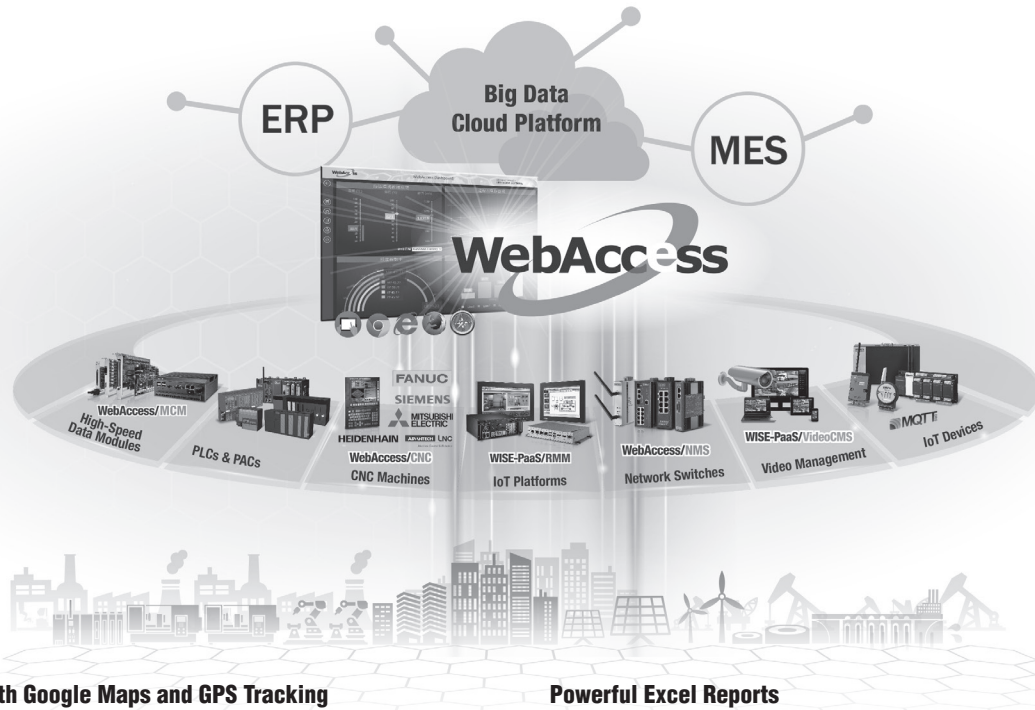 Big Data
Cloud Platform
ERP
MES
WebAccess
WebAccess/MCM
High-Speed
Data Modules
PLCs & PACs
FANUC
SIEMENS
MITSUBISHI
ELECTRIC
HEIDENHAIN
LNC
WebAccess/CNC
CNC Machines
WISE-PaaS/RMM
IoT Platforms
WebAccess/NMS
Network Switches
WISE-PaaS/VideoCMS
Video Management
MQTT
IoT Devices
th Google Maps and GPS Tracking
Powerful Excel Reports